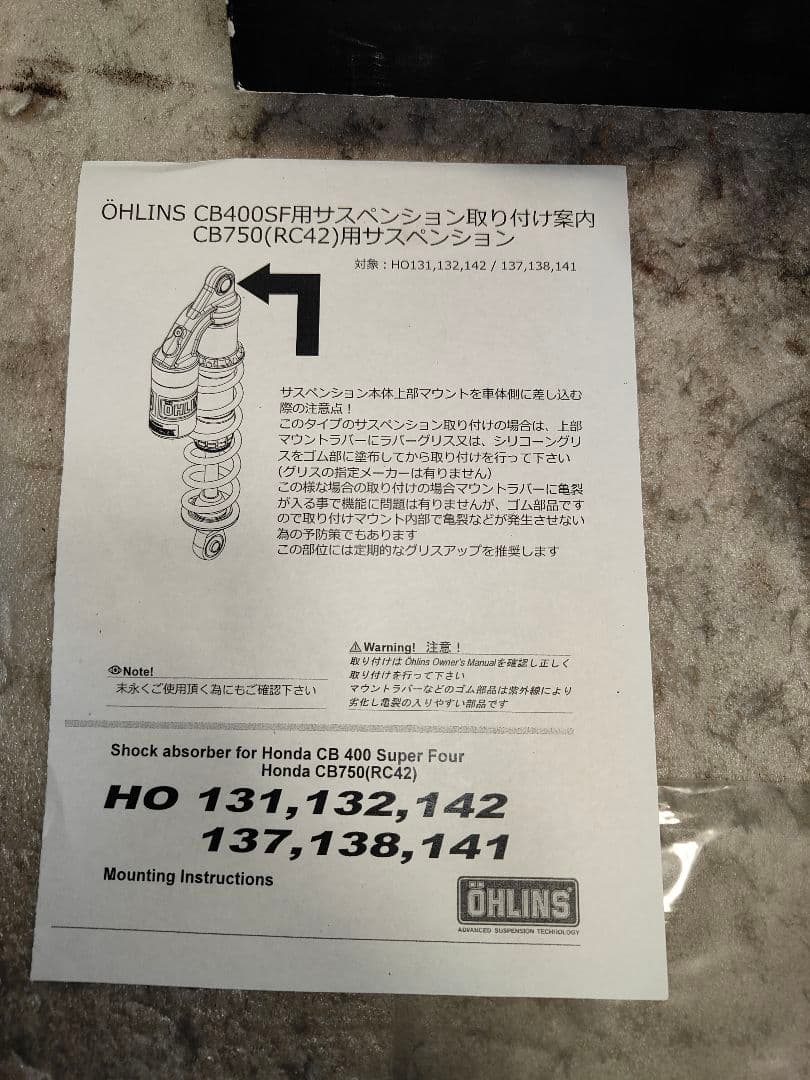 ÖHLINS CB400SF用サスペンション取り付け案内
CB750(RC42)用サスペンション
対象：HO131,132,142 / 137,138,141
ÖHLINS
サスペンション本体上部マウントを車体側に差し込む
際の注意点！
このタイプのサスペンション取り付けの場合は、上部
マウントラバーにラバーグリス又は、シリコーングリ
スをゴム部に塗布してから取り付けを行って下さい
(グリスの指定メーカーは有りません)
この様な場合の取り付けの場合マウントラバーに亀裂
が入る事で機能に問題は有りませんが、ゴム部品です
ので取り付けマウント内部で亀裂などが発生させない
為の予防策でもあります
この部位には定期的なグリスアップを推奨します
Note!
末永くご使用頂く為にもご確認下さい
Warning! 注意！
取り付けは Öhlins Owner's Manualを確認し正しく
取り付けを行って下さい
マウントラバーなどのゴム部品は紫外線により
劣化し亀裂の入りやすい部品です
Shock absorber for Honda CB 400 Super Four
Honda CB750(RC42)
HO 131,132,142
137,138,141
Mounting Instructions
ÖHLINS
ADVANCED SUSPENSION TECHNOLOGY